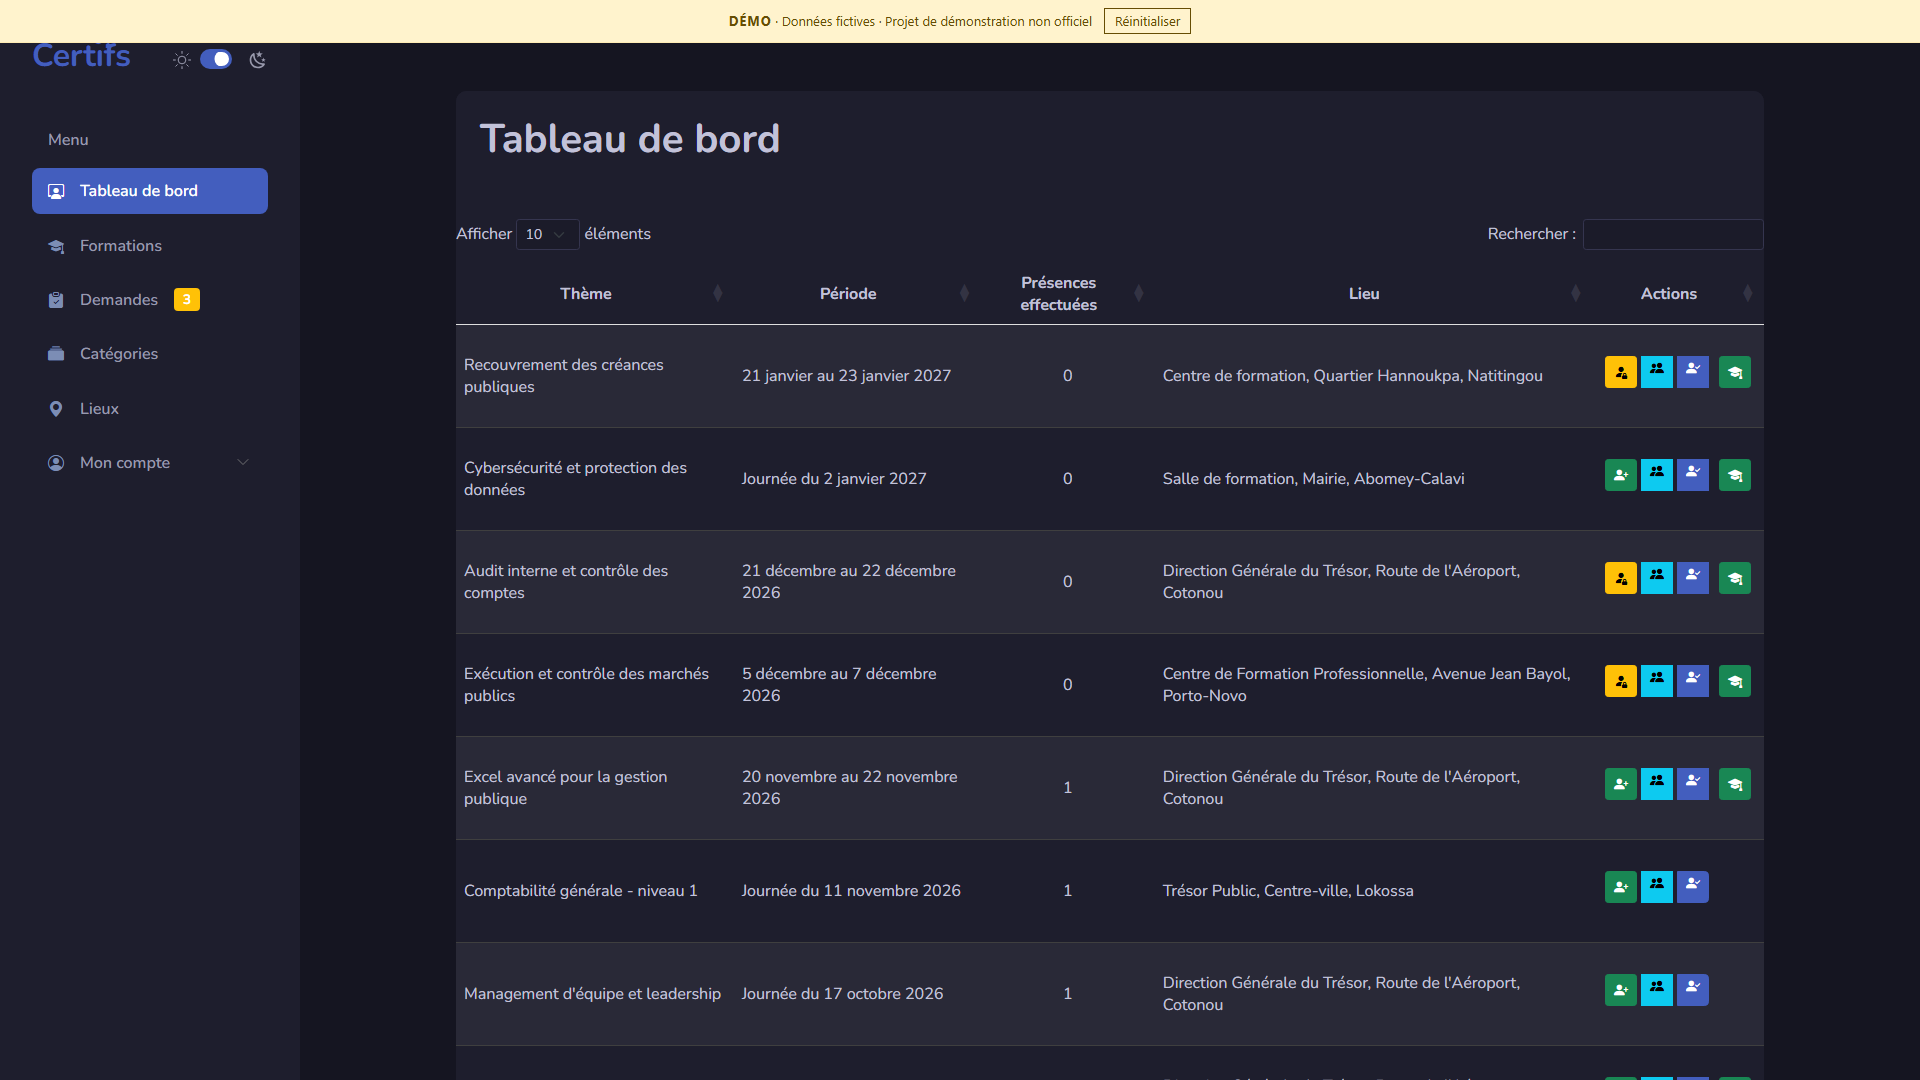 DÉMO · Données fictives · Projet de démonstration non officiel Réinitialiser
Certifs
Menu
Tableau de bord
Formations
Demandes 3
Catégories
Lieux
Mon compte
Tableau de bord
Afficher 10 éléments
Rechercher :
Thème Période Présences effectuées Lieu Actions
Recouvrement des créances
publiques
21 janvier au 23 janvier 2027
0
Centre de formation, Quartier Hannoukpa, Natitingou
Cybersécurité et protection des
données
Journée du 2 janvier 2027
0
Salle de formation, Mairie, Abomey-Calavi
Audit interne et contrôle des
comptes
21 décembre au 22 décembre
2026
0
Direction Générale du Trésor, Route de l'Aéroport,
Cotonou
Exécution et contrôle des marchés
publics
5 décembre au 7 décembre
2026
0
Centre de Formation Professionnelle, Avenue Jean Bayol,
Porto-Novo
Excel avancé pour la gestion
publique
20 novembre au 22 novembre
2026
1
Direction Générale du Trésor, Route de l'Aéroport,
Cotonou
Comptabilité générale - niveau 1
Journée du 11 novembre 2026
1
Trésor Public, Centre-ville, Lokossa
Management d'équipe et leadership
Journée du 17 octobre 2026
1
Direction Générale du Trésor, Route de l'Aéroport,
Cotonou